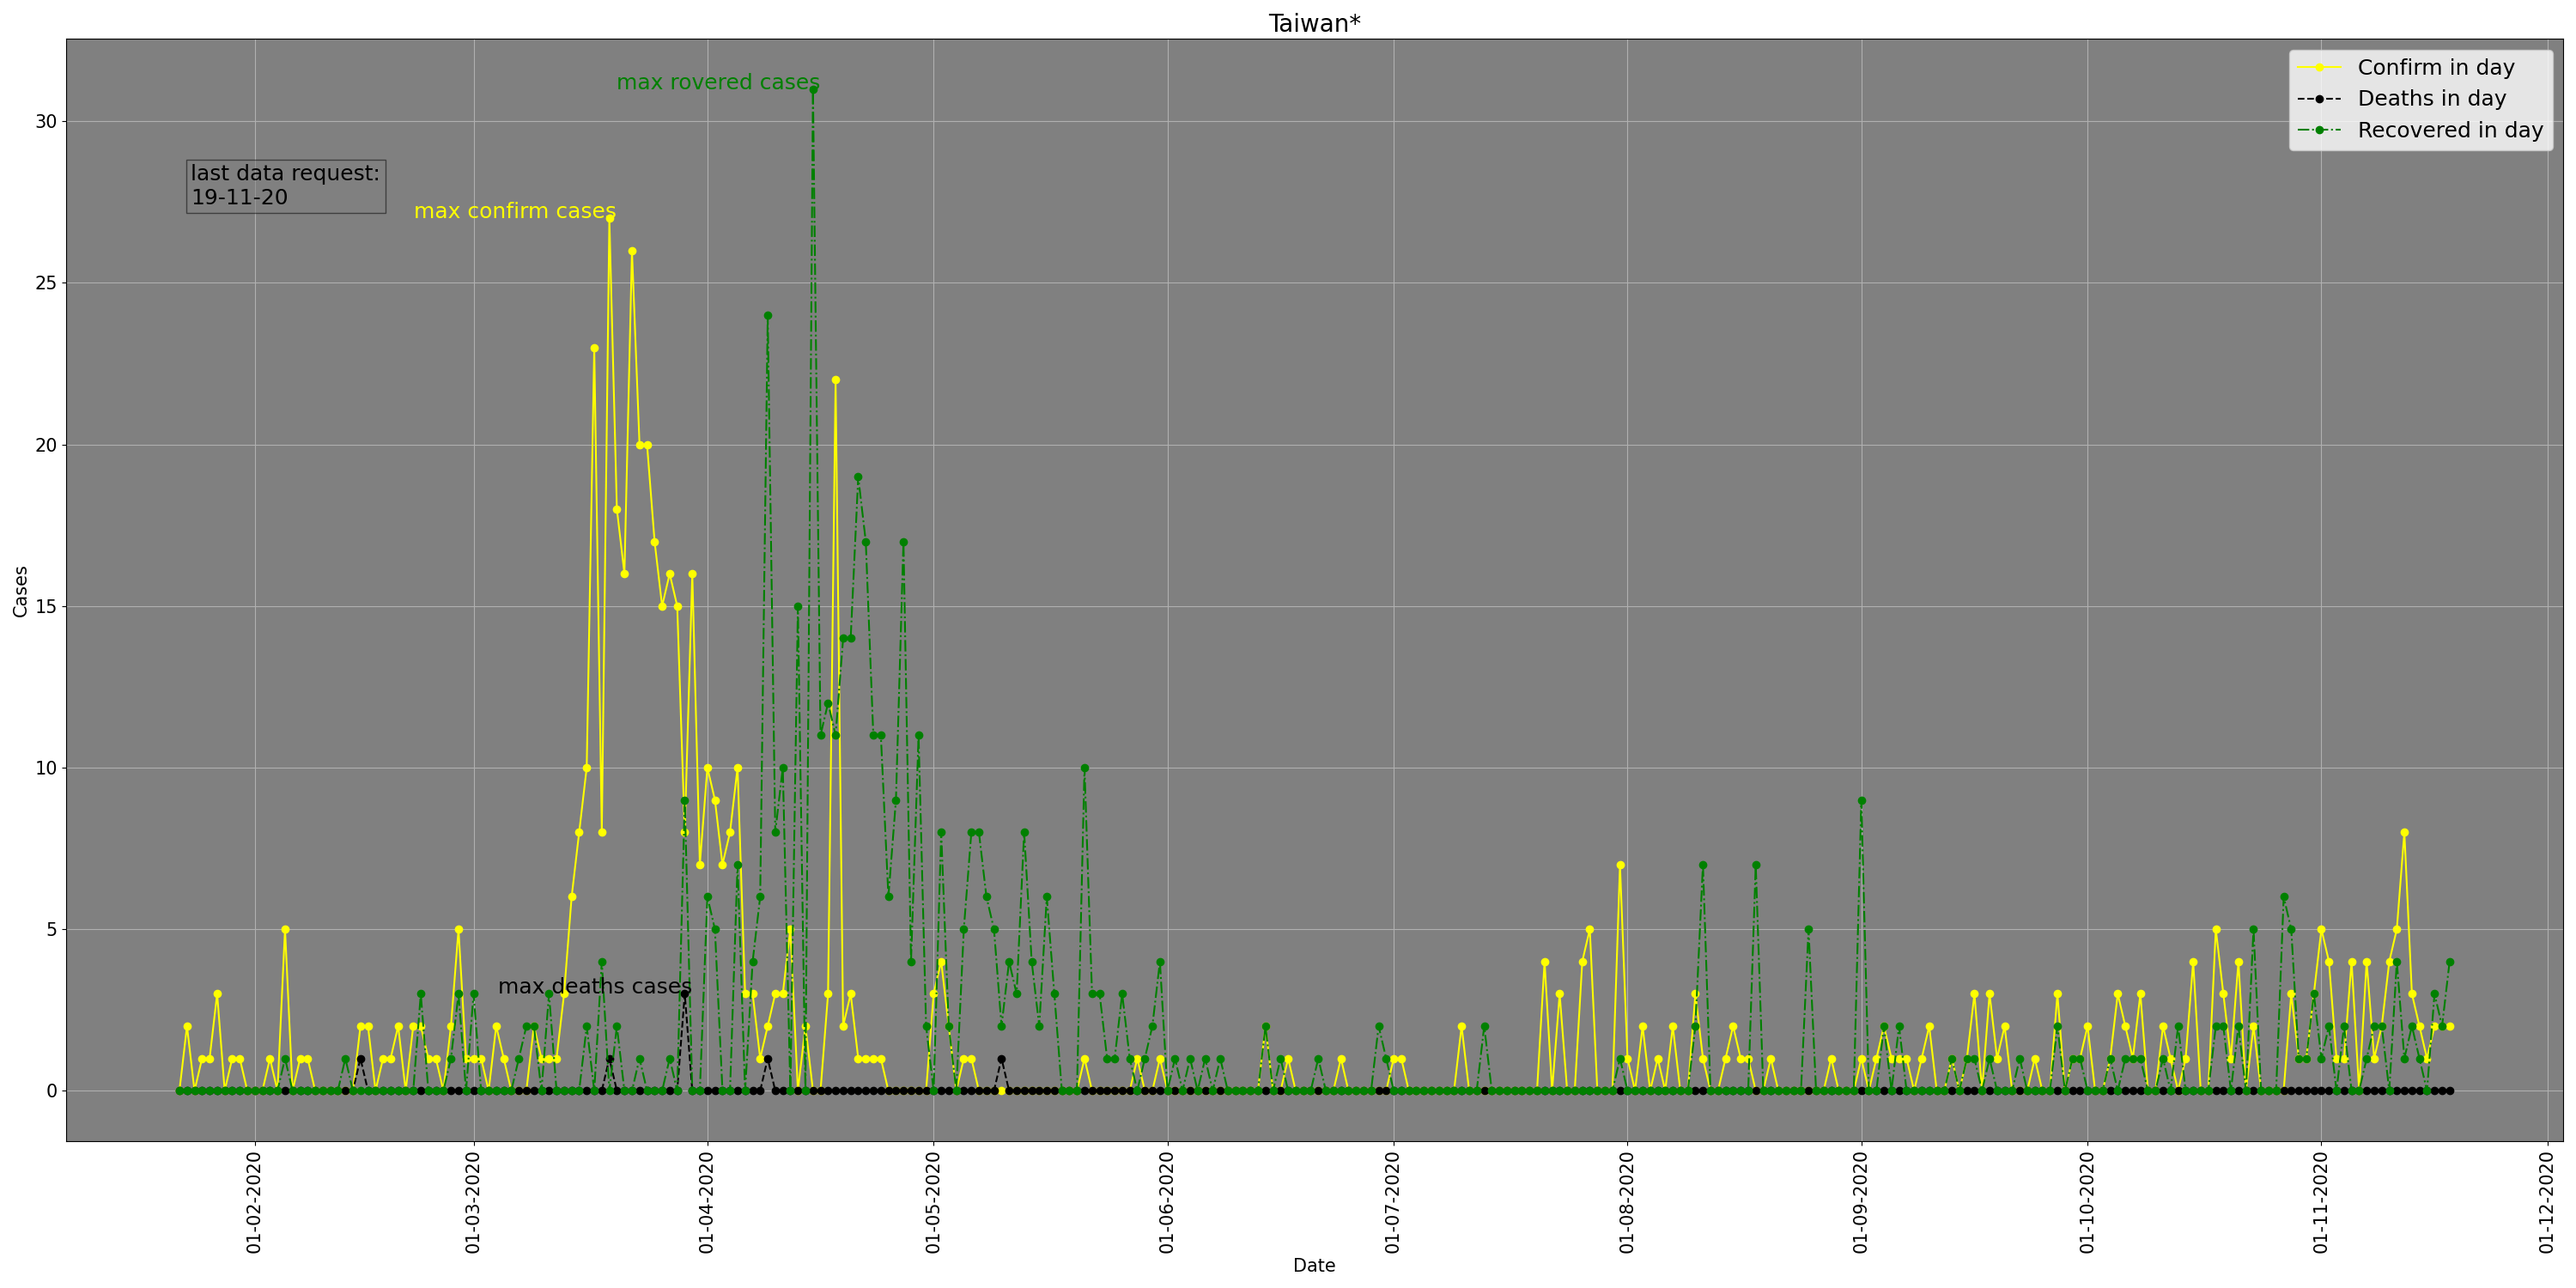 Taiwan*
max rovered cases
Confirm in day
Deaths in day
Recovered in day
last data request:
19-11-20
max confirm cases
max deaths cases
Cases
30
25
20
15
10
5
0
01-02-2020
01-03-2020
01-04-2020
01-05-2020
01-06-2020
01-07-2020
01-08-2020
01-09-2020
01-10-2020
01-11-2020
01-12-2020
Date